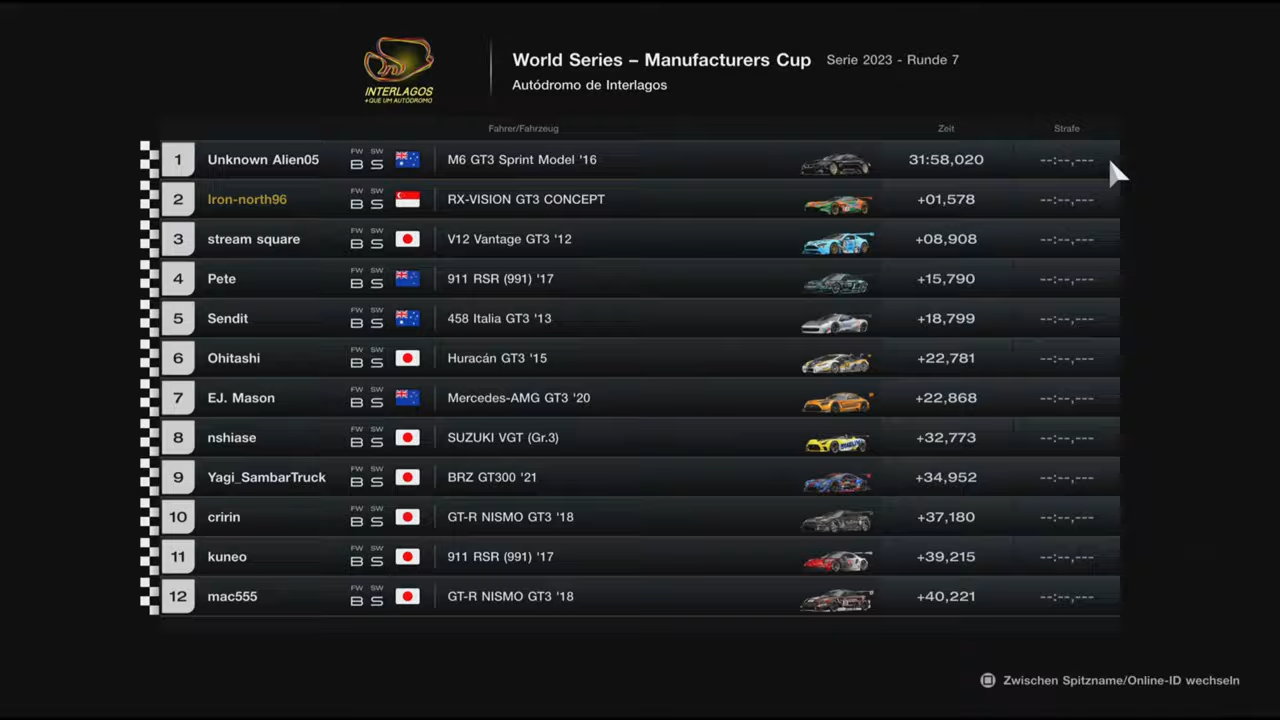 INTERLAGOS
+QUE UM AUTÓDROMO
World Series – Manufacturers Cup Serie 2023 - Runde 7
Autódromo de Interlagos
Fahrer/Fahrzeug Zeit Strafe
1 Unknown Alien05 FW B SW S M6 GT3 Sprint Model '16 31:58,020 --:--,---
2 Iron-north96 FW B SW S RX-VISION GT3 CONCEPT +01,578 --:--,---
3 stream square FW B SW S V12 Vantage GT3 '12 +08,908 --:--,---
4 Pete FW B SW S 911 RSR (991) '17 +15,790 --:--,---
5 Sendit FW B SW S 458 Italia GT3 '13 +18,799 --:--,---
6 Ohitashi FW B SW S Huracán GT3 '15 +22,781 --:--,---
7 EJ. Mason FW B SW S Mercedes-AMG GT3 '20 +22,868 --:--,---
8 nshiase FW B SW S SUZUKI VGT (Gr.3) +32,773 --:--,---
9 Yagi_SambarTruck FW B SW S BRZ GT300 '21 +34,952 --:--,---
10 cririn FW B SW S GT-R NISMO GT3 '18 +37,180 --:--,---
11 kuneo FW B SW S 911 RSR (991) '17 +39,215 --:--,---
12 mac555 FW B SW S GT-R NISMO GT3 '18 +40,221 --:--,---
Zwischen Spitzname/Online-ID wechseln